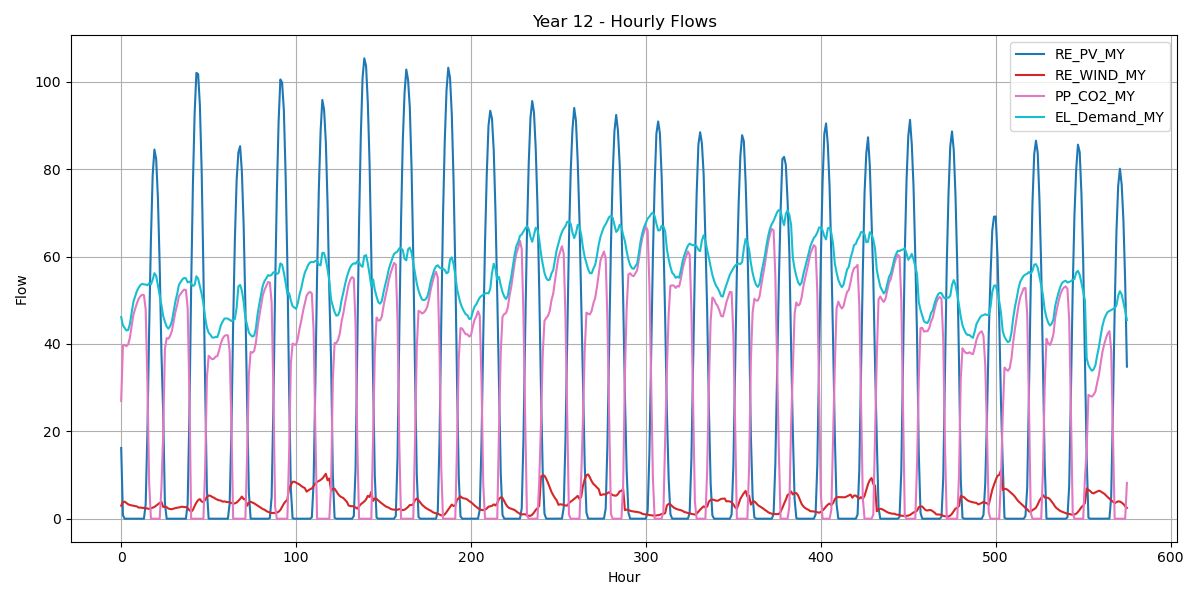 Year 12 - Hourly Flows
RE_PV_MY
RE_WIND_MY
PP_CO2_MY
EL_Demand_MY
Flow
100
80
60
40
20
0
0 100 200 300 400 500 600
Hour